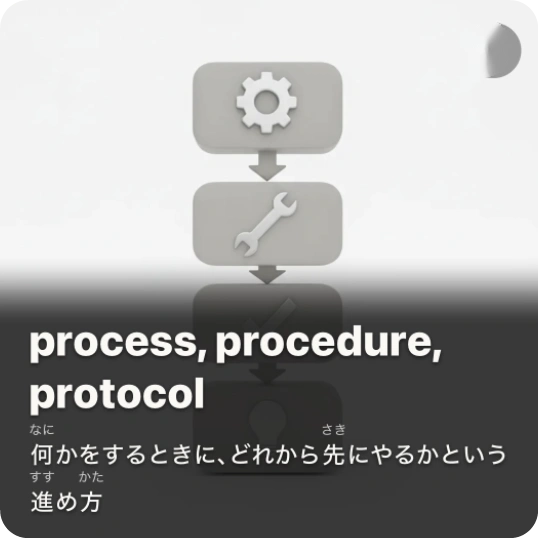 process, procedure,
protocol
なに さき
何かをするときに、どれから先にやるかという
すす かた
進め方